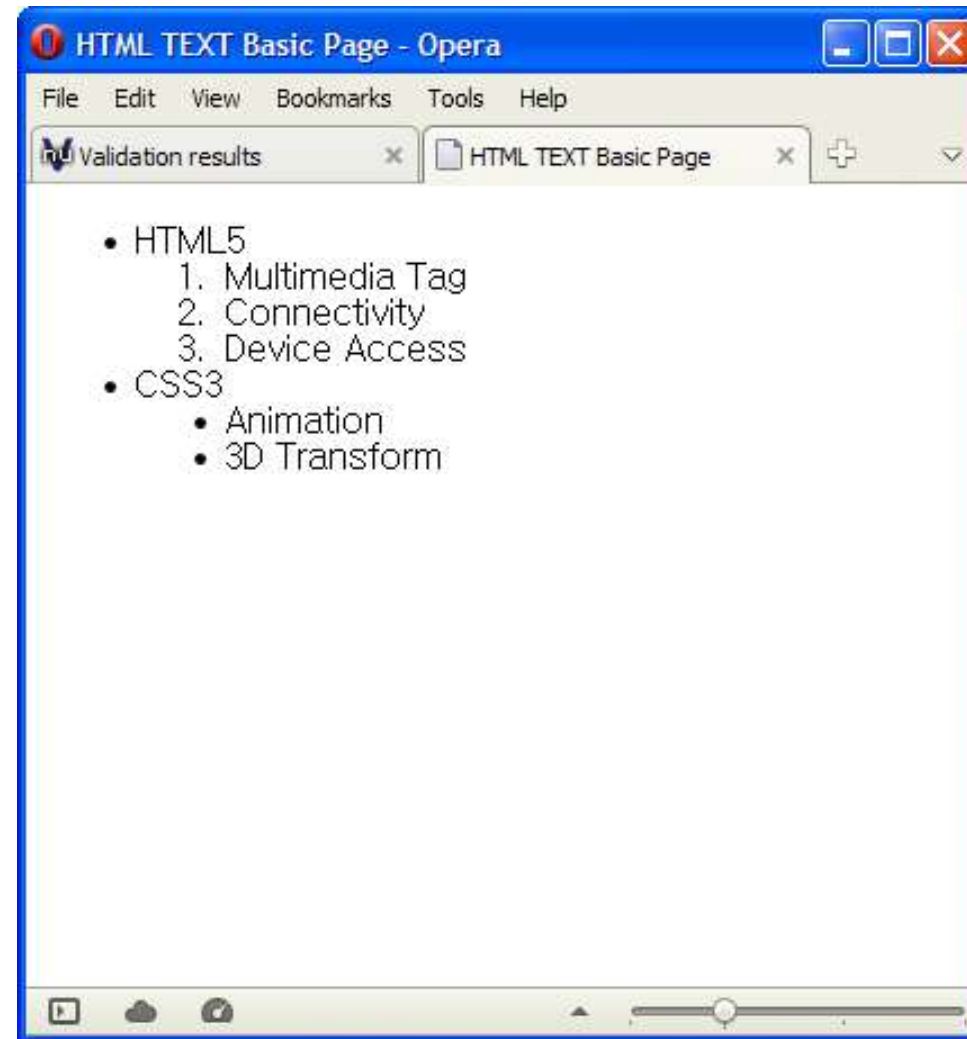 HTML TEXT Basic Page - Opera
File Edit View Bookmarks Tools Help
Validation results HTML TEXT Basic Page
• HTML5
1. Multimedia Tag
2. Connectivity
3. Device Access
• CSS3
• Animation
• 3D Transform